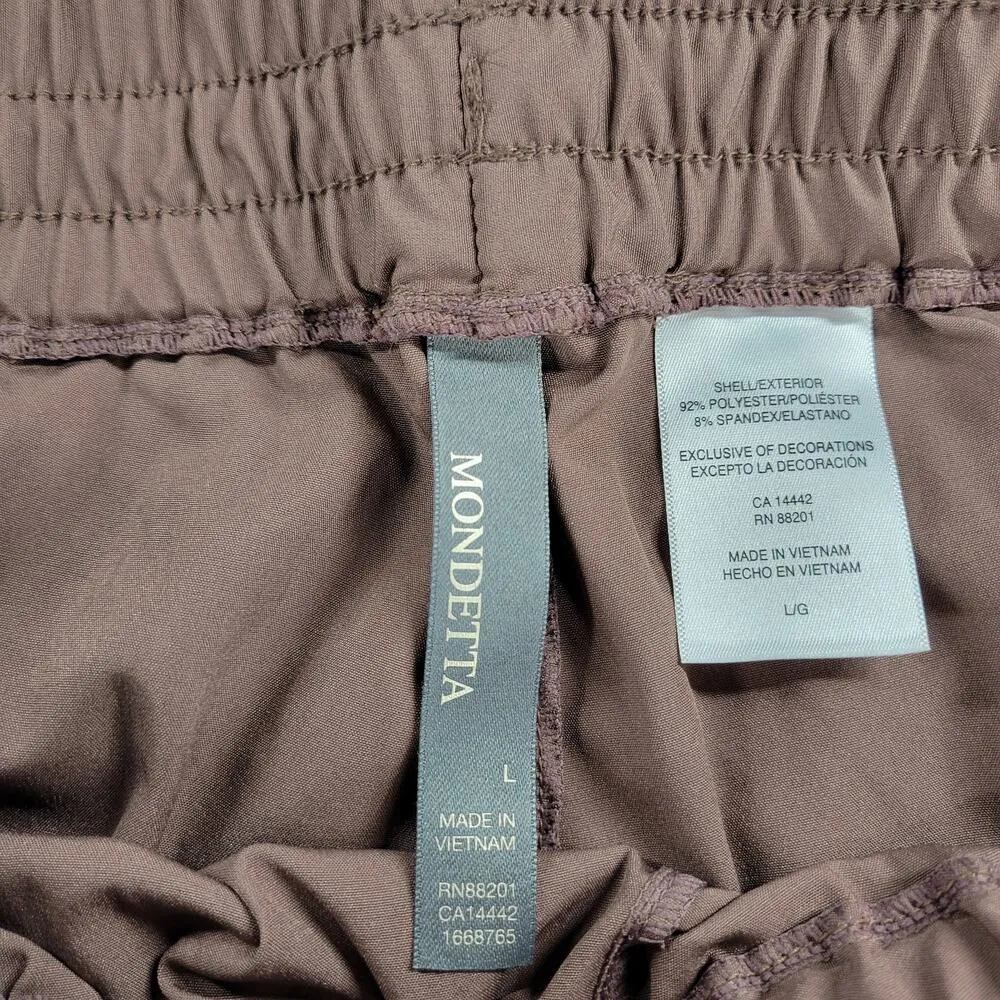 MONDETTA
L
MADE IN
VIETNAM
RN88201
CA14442
1668765
SHELL/EXTERIOR
92% POLYESTER/POLIÉSTER
8% SPANDEX/ELASTANO
EXCLUSIVE OF DECORATIONS
EXCEPTO LA DECORACIÓN
CA 14442
RN 88201
MADE IN VIETNAM
HECHO EN VIETNAM
L/G